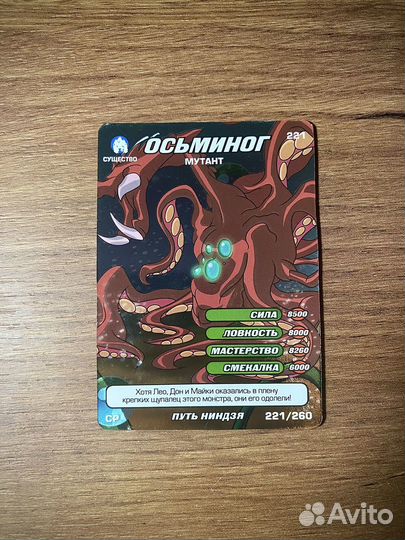 ОСЬМИНОГ
221
СУЩЕСТВО
МУТАНТ
СИЛА 8500
ЛОВКОСТЬ 8000
МАСТЕРСТВО 8260
СМЕКАЛКА 6000
Хотя Лео, Дон и Майки оказались в плену
крепких щупалец этого монстра, они его одолели!
СР
ПУТЬ НИНДЗЯ
221/260
Avito